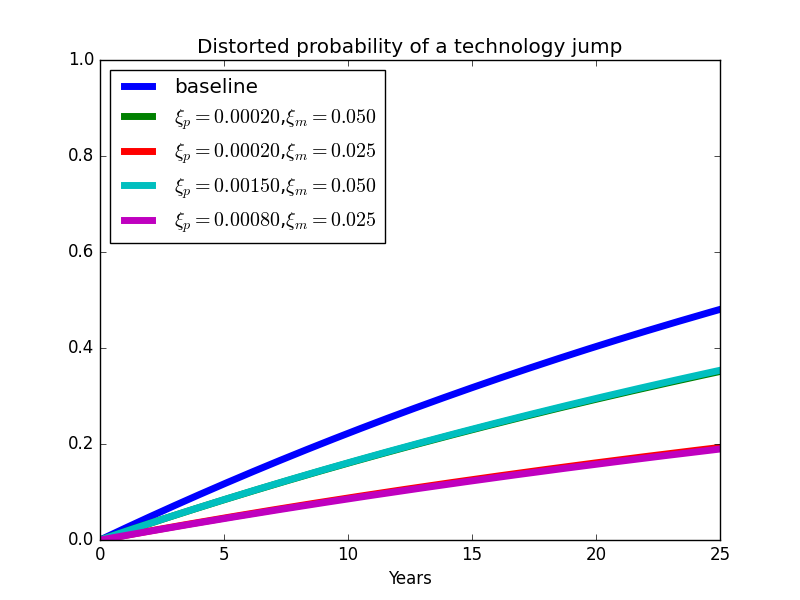 Distorted probability of a technology jump
1.0
0.8
0.6
0.4
0.2
0.0
baseline
ξp = 0.00020,ξm = 0.050
ξp = 0.00020,ξm = 0.025
ξp = 0.00150,ξm = 0.050
ξp = 0.00080,ξm = 0.025
0 5 10 15 20 25
Years